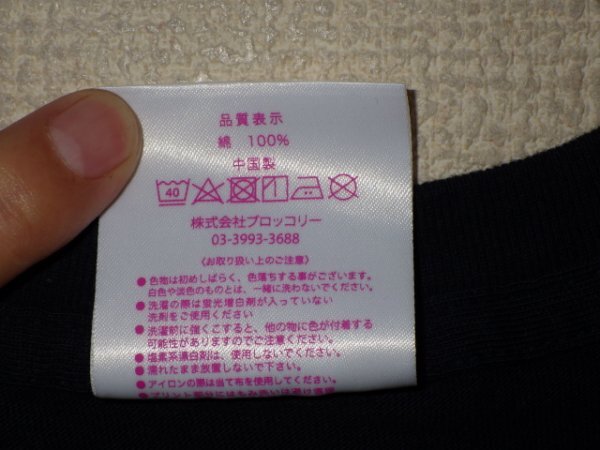 品質表示
綿 100%
中国製
40
株式会社ブロッコリー
03-3993-3688
〈お取り扱い上のご注意〉
●色物は初めしばらく、色落ちする事がございます。
白色や淡色のものとは、一緒に洗わないでください。
●洗濯の際は蛍光増白剤が入っていない
洗剤をご使用ください
●洗濯前に強くこすると、他の物に色が付着する
可能性がありますのでご注意ください。
●塩素系漂白剤は、使用しないでください。
●濡れたまま放置しないで下さい。
●アイロンの際は当て布を使用してください。
●プリント部分に